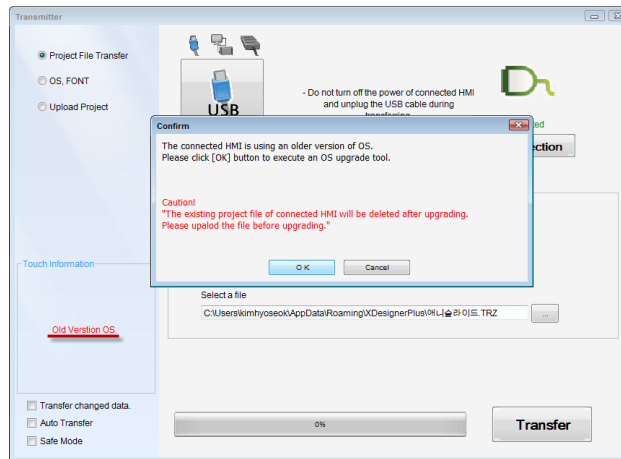 Transmitter
Project File Transfer
OS, FONT
Upload Project
USB
- Do not turn off the power of connected HMI
and unplug the USB cable during
Confirm
The connected HMI is using an older version of OS.
Please click [OK] button to execute an OS upgrade tool.
Caution!
"The existing project file of connected HMI will be deleted after upgrading.
Please upalod the file before upgrading."
O K
Cancel
Touch Information
Old Verstion OS.
Select a file
C:\Users\kimhyoseok\AppData\Roaming\XDesignerPlus\애니슬라이드.TRZ
...
Transfer changed data.
Auto Transfer
Safe Mode
0%
Transfer